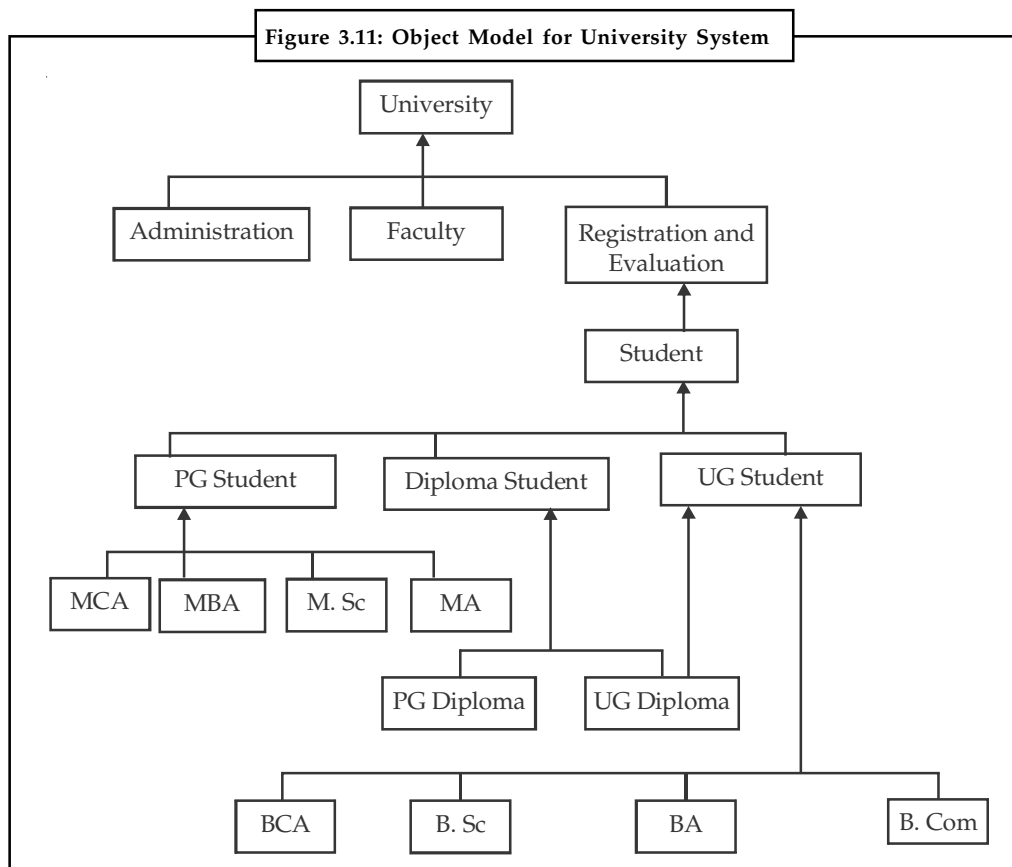 Figure 3.11: Object Model for University System
University
Administration
Faculty
Registration and
Evaluation
Student
PG Student
Diploma Student
UG Student
MCA
MBA
M. Sc
MA
PG Diploma
UG Diploma
BCA
B. Sc
BA
B. Com